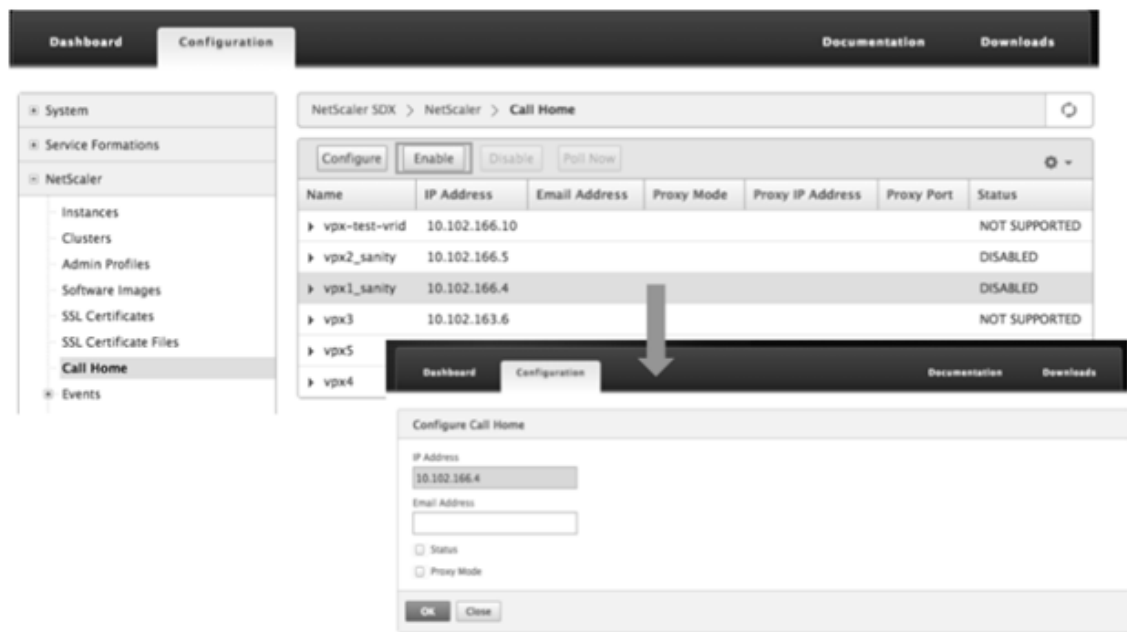 Dashboard Configuration Documentation Downloads
System
Service Formations
NetScaler
Instances
Clusters
Admin Profiles
Software Images
SSL Certificates
SSL Certificate Files
Call Home
Events
NetScaler SDX > NetScaler > Call Home
Configure Enable Disable Poll Now
Name IP Address Email Address Proxy Mode Proxy IP Address Proxy Port Status
vpx-test-vrid 10.102.166.10 NOT SUPPORTED
vpx2_sanity 10.102.166.5 DISABLED
vpx1_sanity 10.102.166.4 DISABLED
vpx3 10.102.163.6 NOT SUPPORTED
vpx5
vpx4
Dashboard Configuration Documentation Downloads
Configure Call Home
IP Address
10.102.166.4
Email Address
Status
Proxy Mode
OK Close